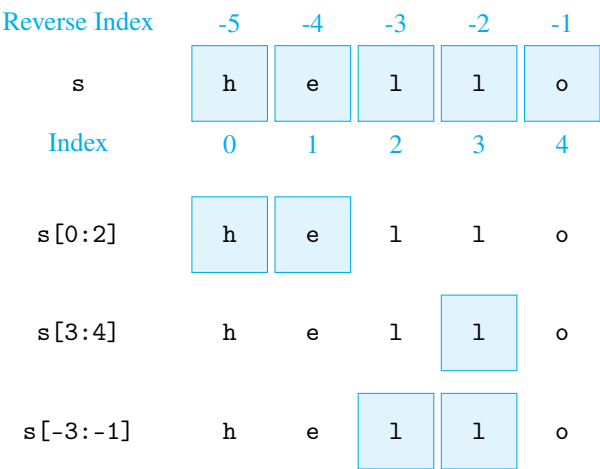 Reverse Index -5 -4 -3 -2 -1
s h e l l o
Index 0 1 2 3 4
s[0:2] h e l l o
s[3:4] h e l l o
s[-3:-1] h e l l o